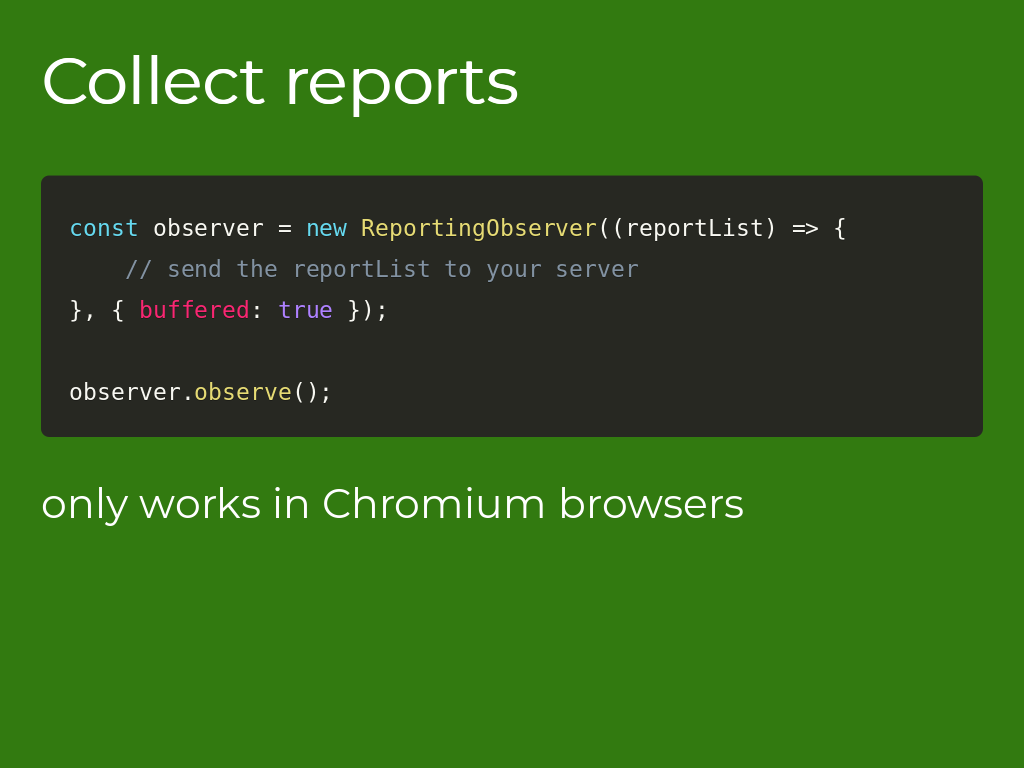 Collect reports
const observer = new ReportingObserver((reportList) => {
    // send the reportList to your server
}, { buffered: true });
observer.observe();
only works in Chromium browsers